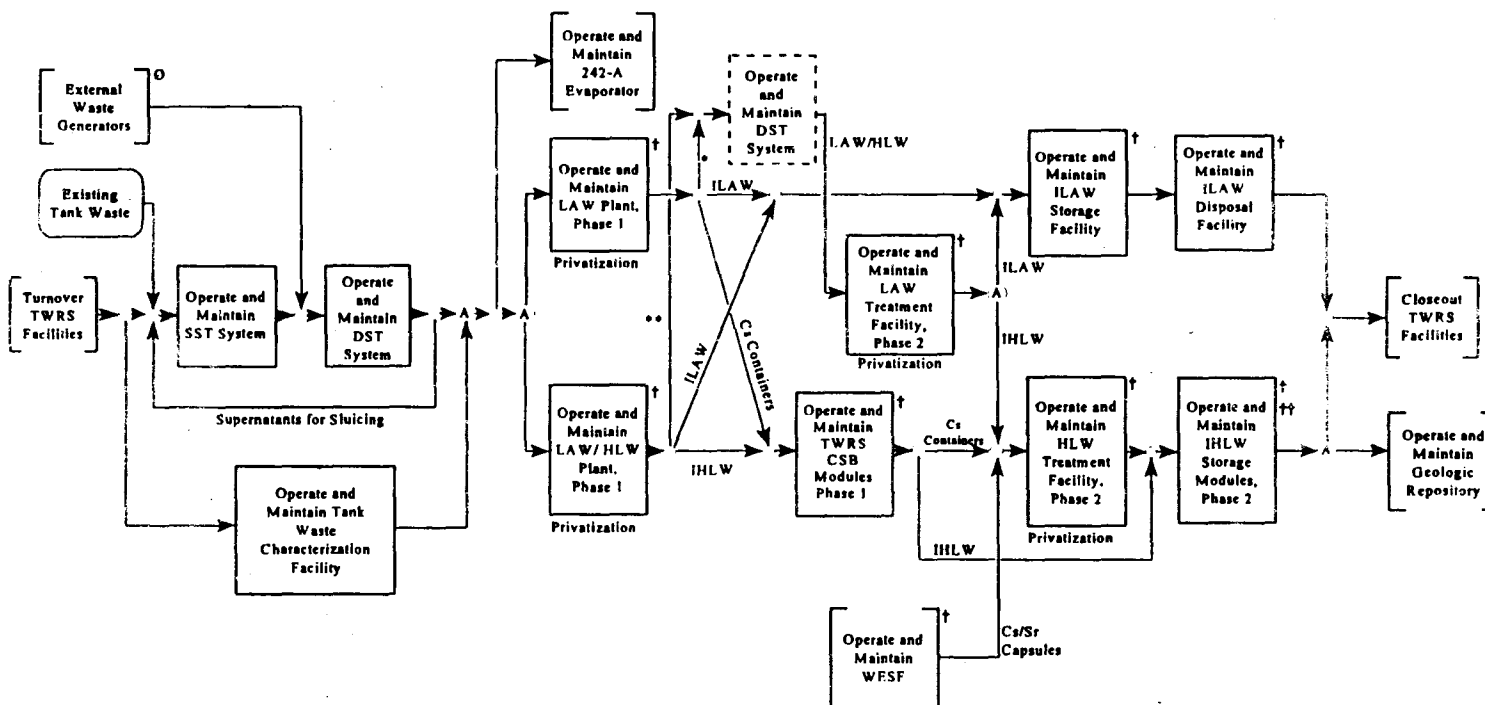 External
Waste
Generators
Existing
Tank Waste
Turnover
TWRS
Facilities
Operate and
Maintain
SST System
Operate
and
Maintain
DST
System
Supernatants for Sluicing
Operate and
Maintain Tank
Waste
Characterization
Facility
A
A
Operate and
Maintain
242-A
Evaporator
Operate and
Maintain
LAW Plant,
Phase 1
†
Privatization
Operate and
Maintain
LAW/ HLW
Plant,
Phase 1
†
Privatization
**
*
ILAW
ILAW
Cs Containers
IHLW
Operate
and
Maintain
DST
System
LAW/HLW
Operate and
Maintain
LAW
Treatment
Facility,
Phase 2
†
Privatization
A
ILAW
IHLW
Operate and
Maintain
TWRS
CSB
Modules
Phase 1
†
Cs
Containers
IHLW
Operate and
Maintain
WESF
†
Cs/Sr
Capsules
Operate and
Maintain
ILAW
Storage
Facility
†
Operate and
Maintain
ILAW
Disposal
Facility
†
Operate and
Maintain
HLW
Treatment
Facility,
Phase 2
†
Privatization
Operate and
Maintain
IHLW
Storage
Modules,
Phase 2
†
††
A
Closeout
TWRS
Facilities
Operate and
Maintain
Geologic
Repository